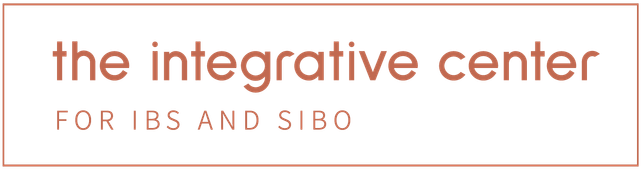 the integrative center
FOR IBS AND SIBO